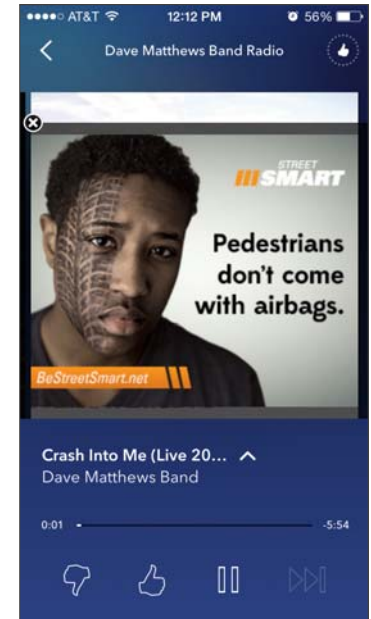 AT&T 12:12 PM 56%
Dave Matthews Band Radio
STREET
SMART
Pedestrians
don't come
with airbags.
BeStreetSmart.net
Crash Into Me (Live 20...
Dave Matthews Band
0:01 -5:54